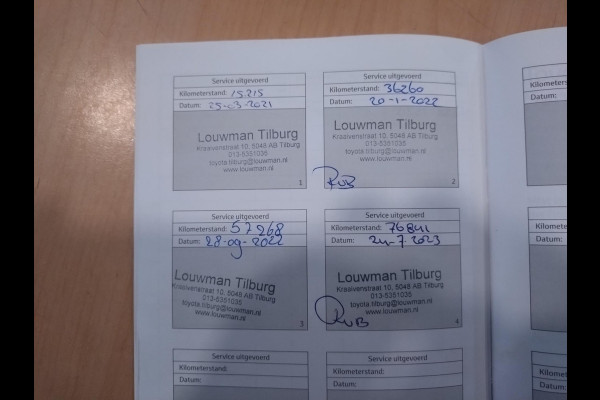 Service uitgevoerd
Kilometerstand: 15215
Datum: 25-03-2021
Louwman Tilburg
Kraaivenstraat 10, 5048 AB Tilburg
013-5351035
toyota.tilburg@louwman.nl
www.louwman.nl
1
Service uitgevoerd
Kilometerstand: 36260
Datum: 20-1-2022
Louwman Tilburg
Kraaivenstraat 10, 5048 AB Tilburg
013-5351035
toyota.tilburg@louwman.nl
www.louwman.nl
RvB
2
Service uitgevoerd
Kilometerstand: 57268
Datum: 28-09-2022
Louwman Tilburg
Kraaivenstraat 10, 5048 AB Tilburg
013-5351035
toyota.tilburg@louwman.nl
www.louwman.nl
3
Service uitgevoerd
Kilometerstand: 76841
Datum: 24-7-2023
Louwman Tilburg
Kraaivenstraat 10, 5048 AB Tilburg
013-5351035
toyota.tilburg@louwman.nl
www.louwman.nl
RvB
4
Service uitgevoerd
Kilometerstand:
Datum:
Service uitgevoerd
Kilometerstand:
Datum:
Datum:
Datum: